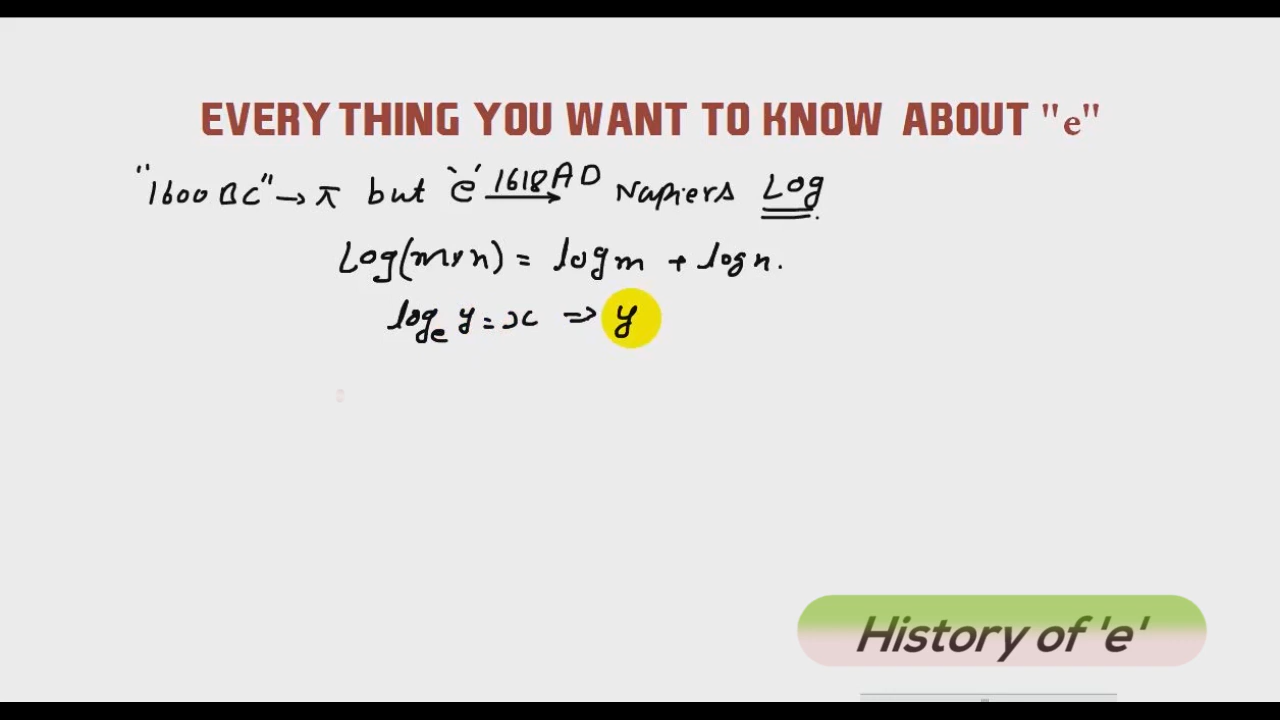 EVERY THING YOU WANT TO KNOW ABOUT "e"
"1600 BC" → π but 'e' 1618 AD → Napiers Log.
Log(m×n) = log m + log n.
logₑ y = x ⇒ y
History of 'e'